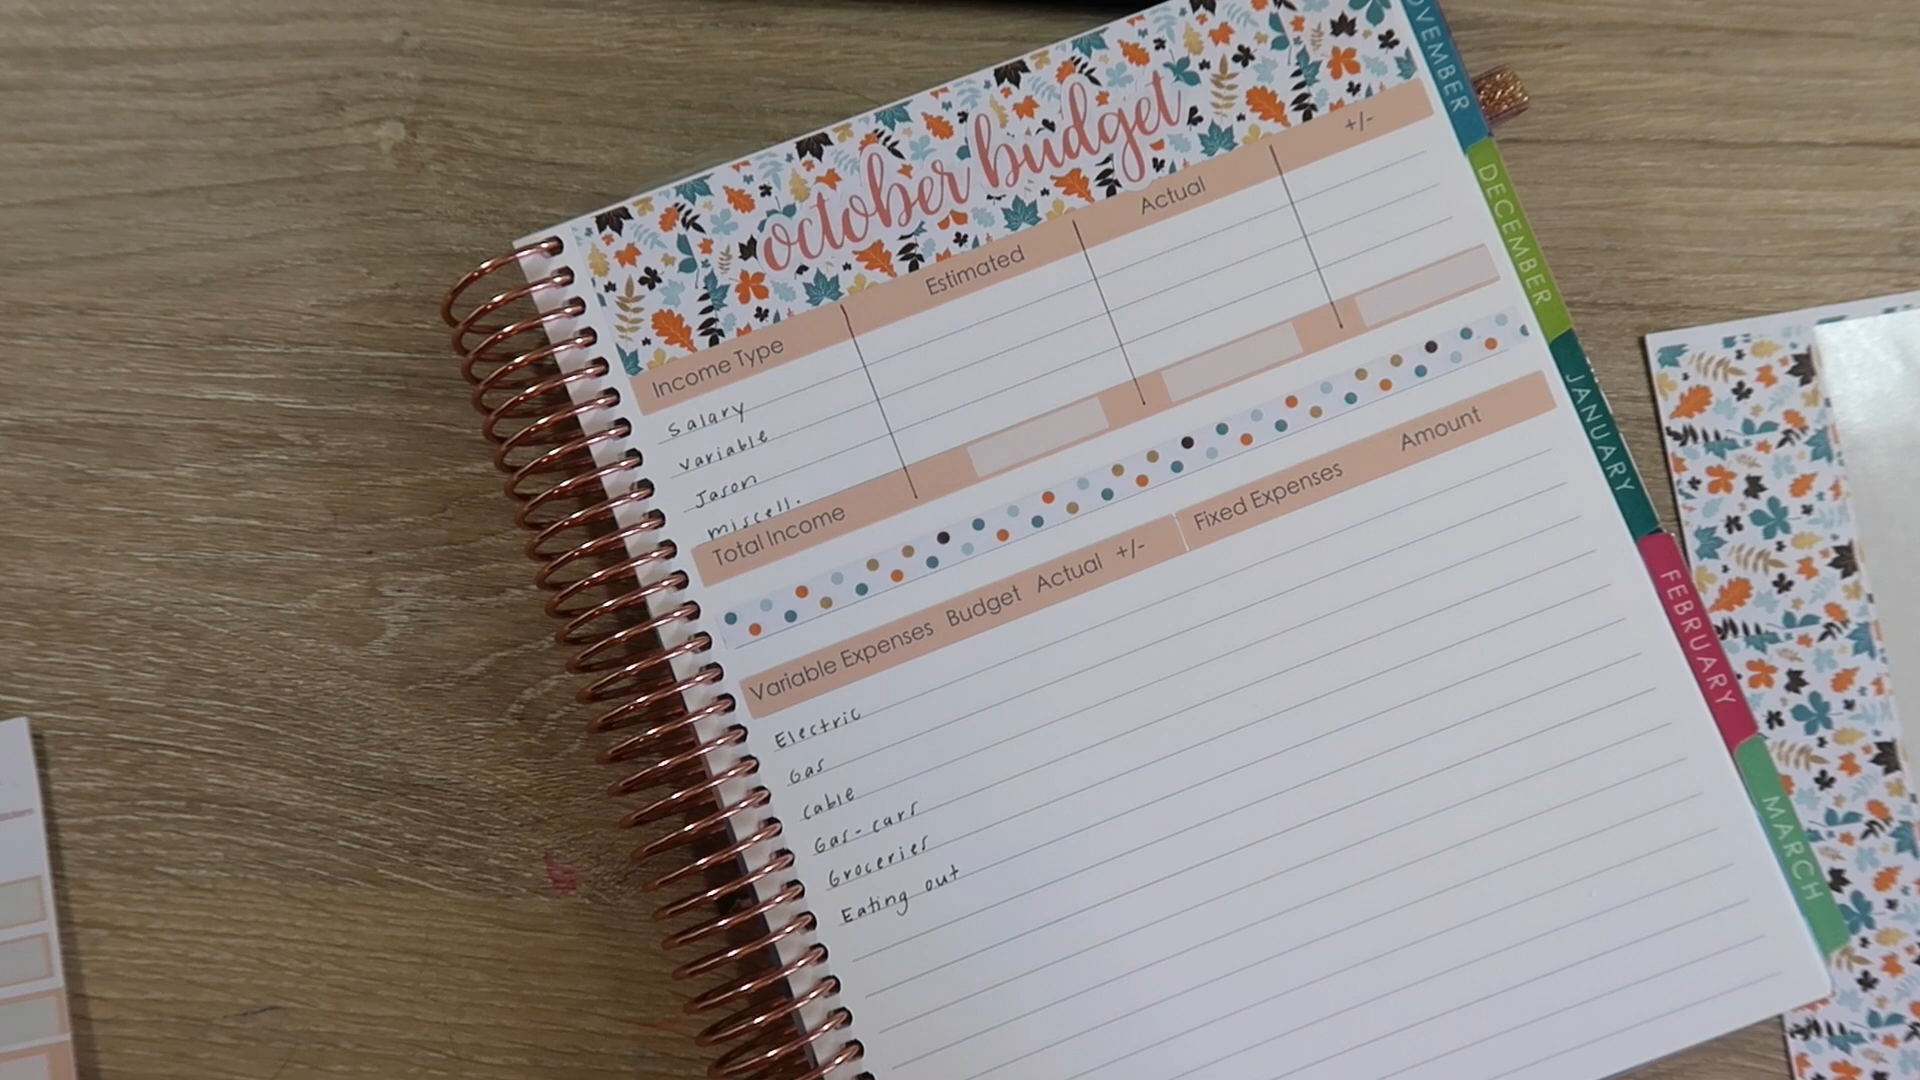 october budget
Income Type Estimated Actual +/-
Salary
variable
Jason
miscell.
Total Income
Variable Expenses Budget Actual +/- Fixed Expenses Amount
Electric
Gas
cable
Gas-cars
Groceries
Eating out
OVEMBER
DECEMBER
JANUARY
FEBRUARY
MARCH